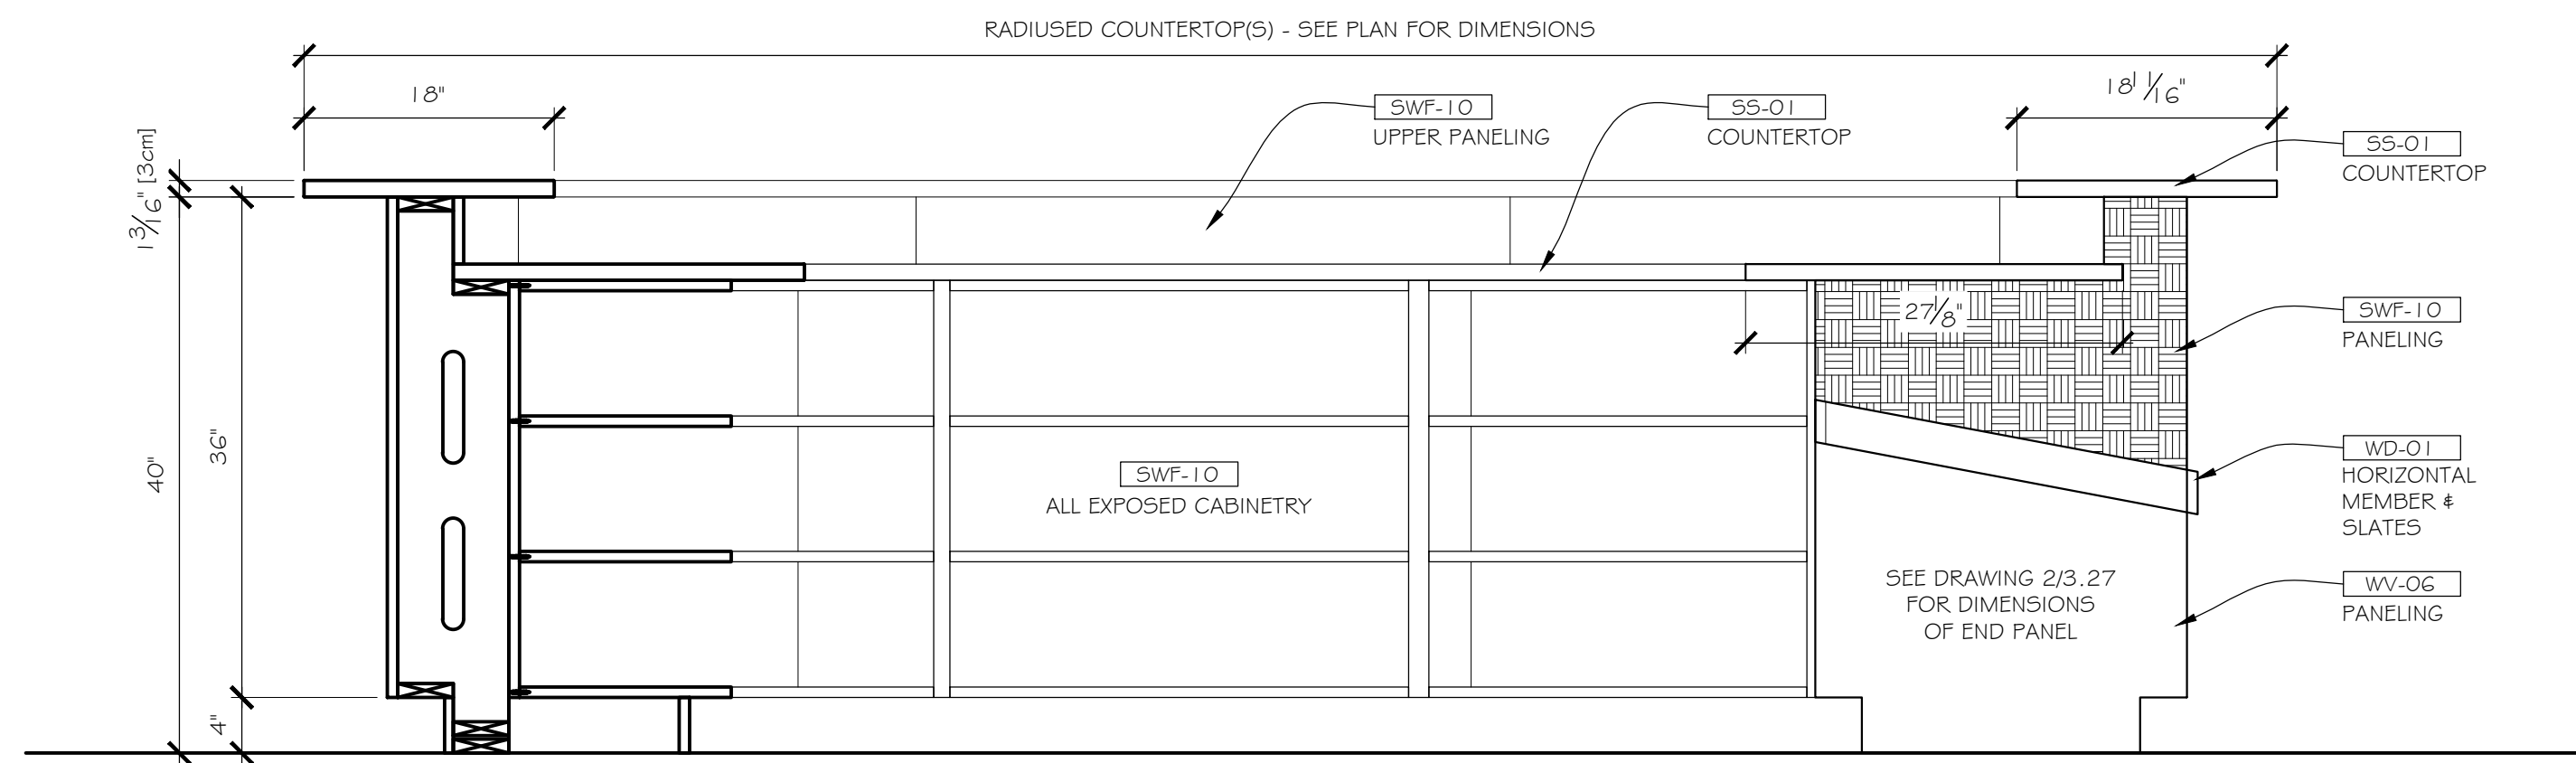 RADIUSED COUNTERTOP(S) - SEE PLAN FOR DIMENSIONS
18"
18 1/16"
1 3/16" [3cm]
SWF-10
UPPER PANELING
SS-01
COUNTERTOP
SS-01
COUNTERTOP
27 1/8"
SWF-10
PANELING
40"
36"
4"
SWF-10
ALL EXPOSED CABINETRY
WD-01
HORIZONTAL
MEMBER &
SLATES
SEE DRAWING 2/3.27
FOR DIMENSIONS
OF END PANEL
WV-06
PANELING